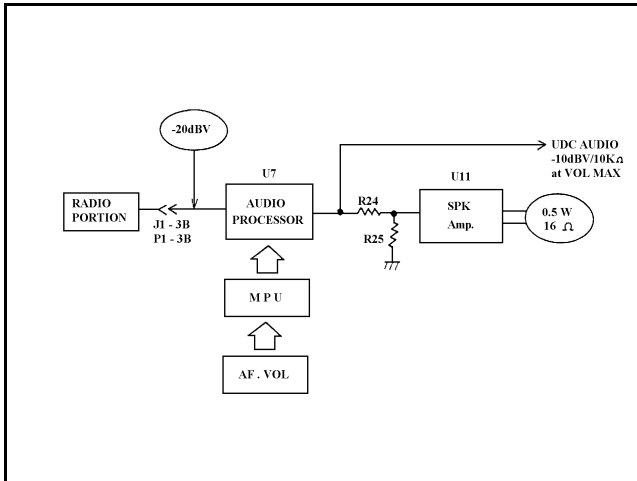 -20dBV
UDC AUDIO
-10dBV/10KΩ
at VOL MAX
U7
U11
RADIO
PORTION
J1 - 3B
P1 - 3B
AUDIO
PROCESSOR
R24
R25
SPK
Amp.
0.5 W
16 Ω
M P U
AF . VOL